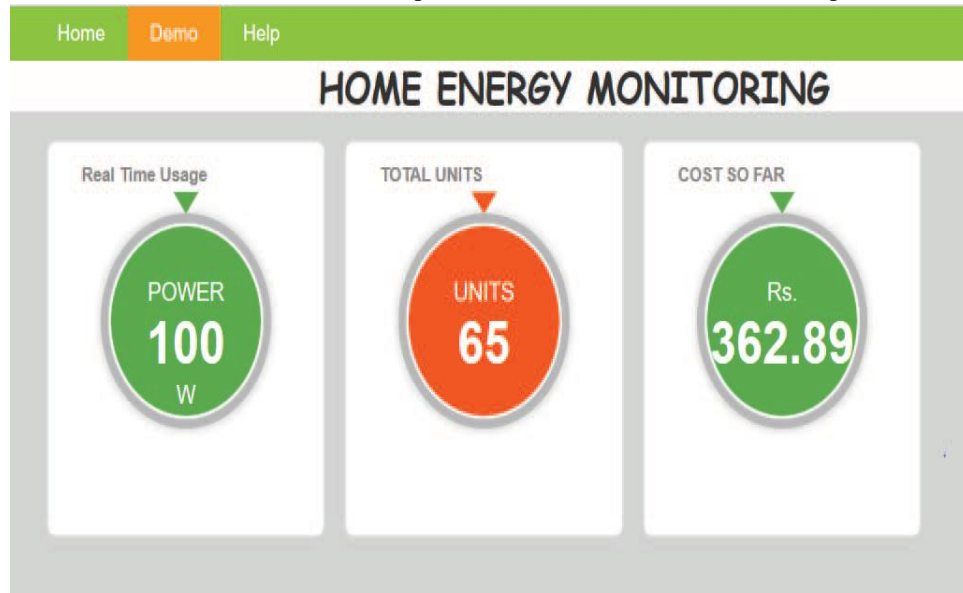 Home Demo Help
HOME ENERGY MONITORING
Real Time Usage
POWER
100
W
TOTAL UNITS
UNITS
65
COST SO FAR
Rs.
362.89